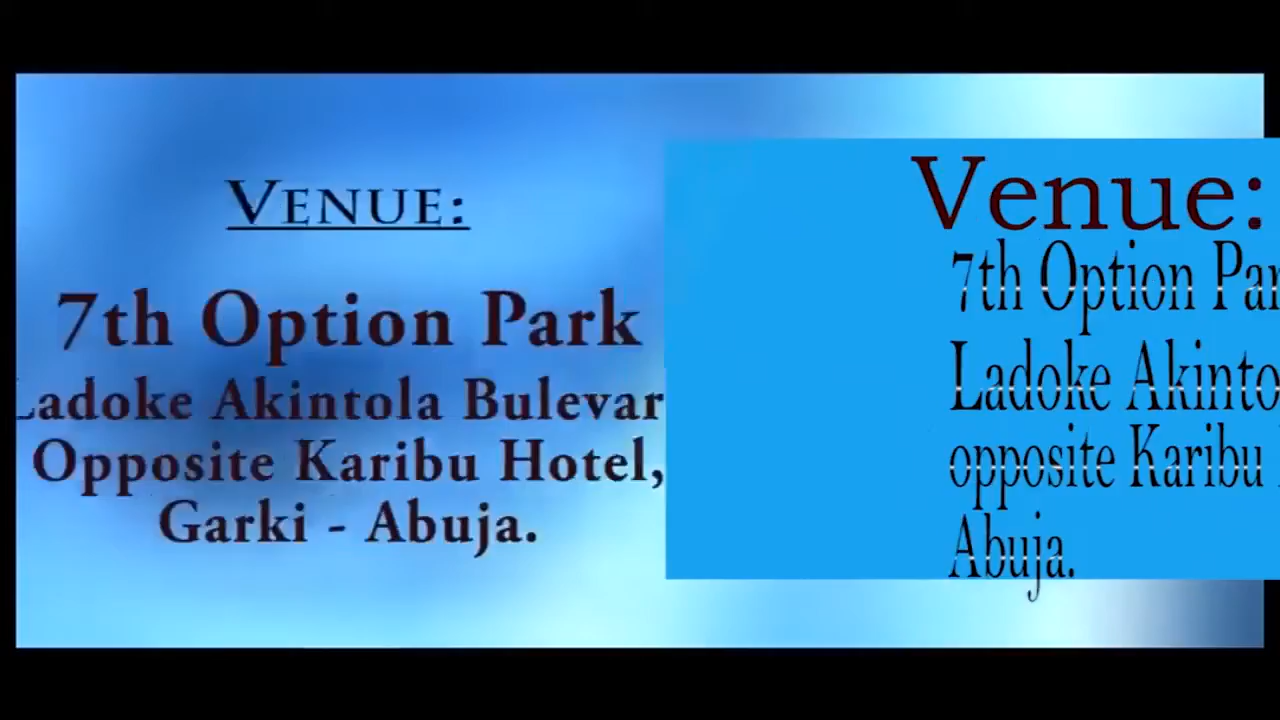 VENUE:
7th Option Park
Ladoke Akintola Bulevar
Opposite Karibu Hotel,
Garki - Abuja.
Venue:
7th Option Par
Ladoke Akinto
opposite Karibu
Abuja.